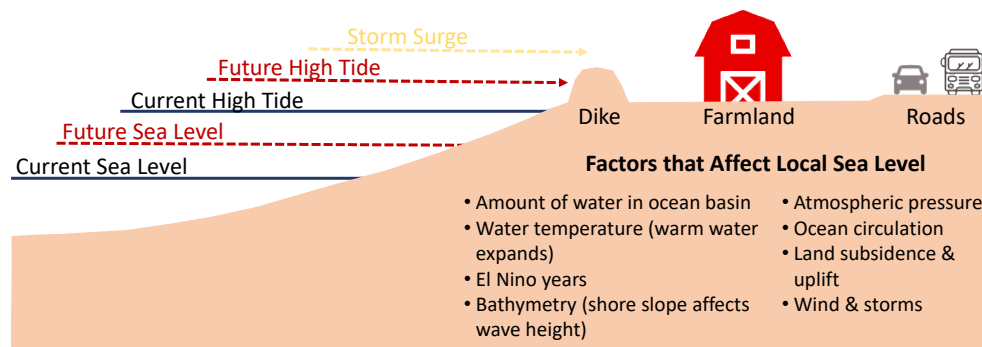 Storm Surge
Future High Tide
Current High Tide
Future Sea Level
Current Sea Level
Dike
Farmland
Roads
Factors that Affect Local Sea Level
• Amount of water in ocean basin
• Water temperature (warm water
expands)
• El Nino years
• Bathymetry (shore slope affects
wave height)
• Atmospheric pressure
• Ocean circulation
• Land subsidence &
uplift
• Wind & storms